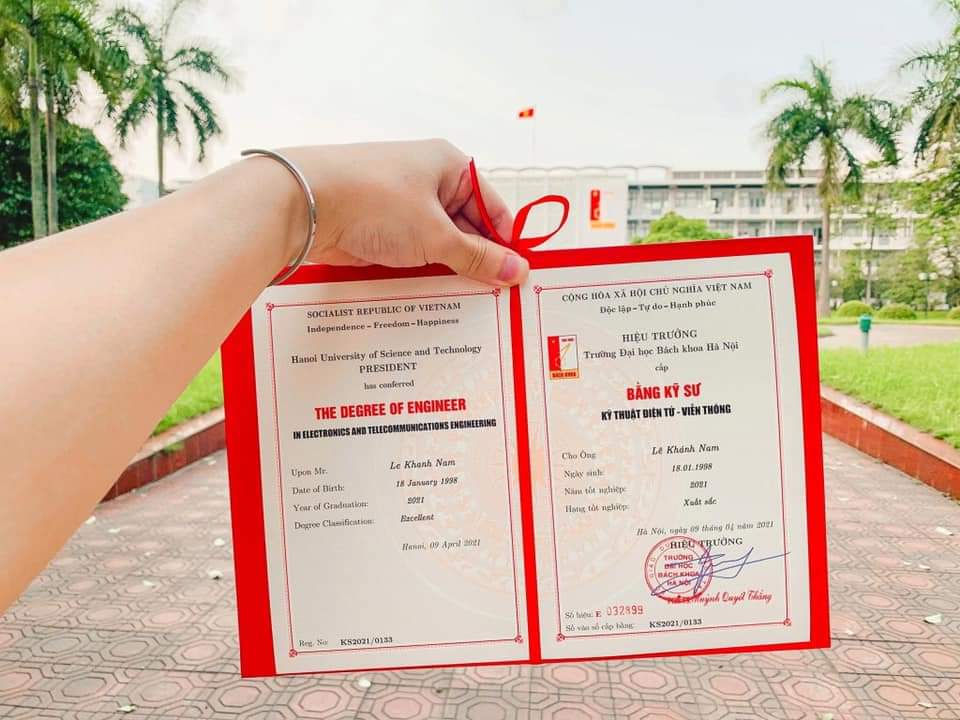 SOCIALIST REPUBLIC OF VIETNAM
Independence - Freedom - Happiness
Hanoi University of Science and Technology
PRESIDENT
has conferred
THE DEGREE OF ENGINEER
IN ELECTRONICS AND TELECOMMUNICATIONS ENGINEERING
Upon Mr. Le Khanh Nam
Date of Birth: 18 January 1998
Year of Graduation: 2021
Degree Classification: Excellent
Hanoi, 09 April 2021
Reg. No: KS2021/0133
CỘNG HÒA XÃ HỘI CHỦ NGHĨA VIỆT NAM
Độc lập - Tự do - Hạnh phúc
HIỆU TRƯỞNG
Trường Đại học Bách khoa Hà Nội
cấp
BÁCH KHOA
BẰNG KỸ SƯ
KỸ THUẬT ĐIỆN TỬ - VIỄN THÔNG
Cho Ông Lê Khánh Nam
Ngày sinh: 18.01.1998
Năm tốt nghiệp: 2021
Hạng tốt nghiệp: Xuất sắc
Hà Nội, ngày 09 tháng 04 năm 2021
HIỆU TRƯỞNG
TRƯỜNG
ĐẠI HỌC
BÁCH KHOA
HÀ NỘI
Huỳnh Quyết Thắng
Số hiệu: E 032899
Số vào sổ cấp bằng: KS2021/0133